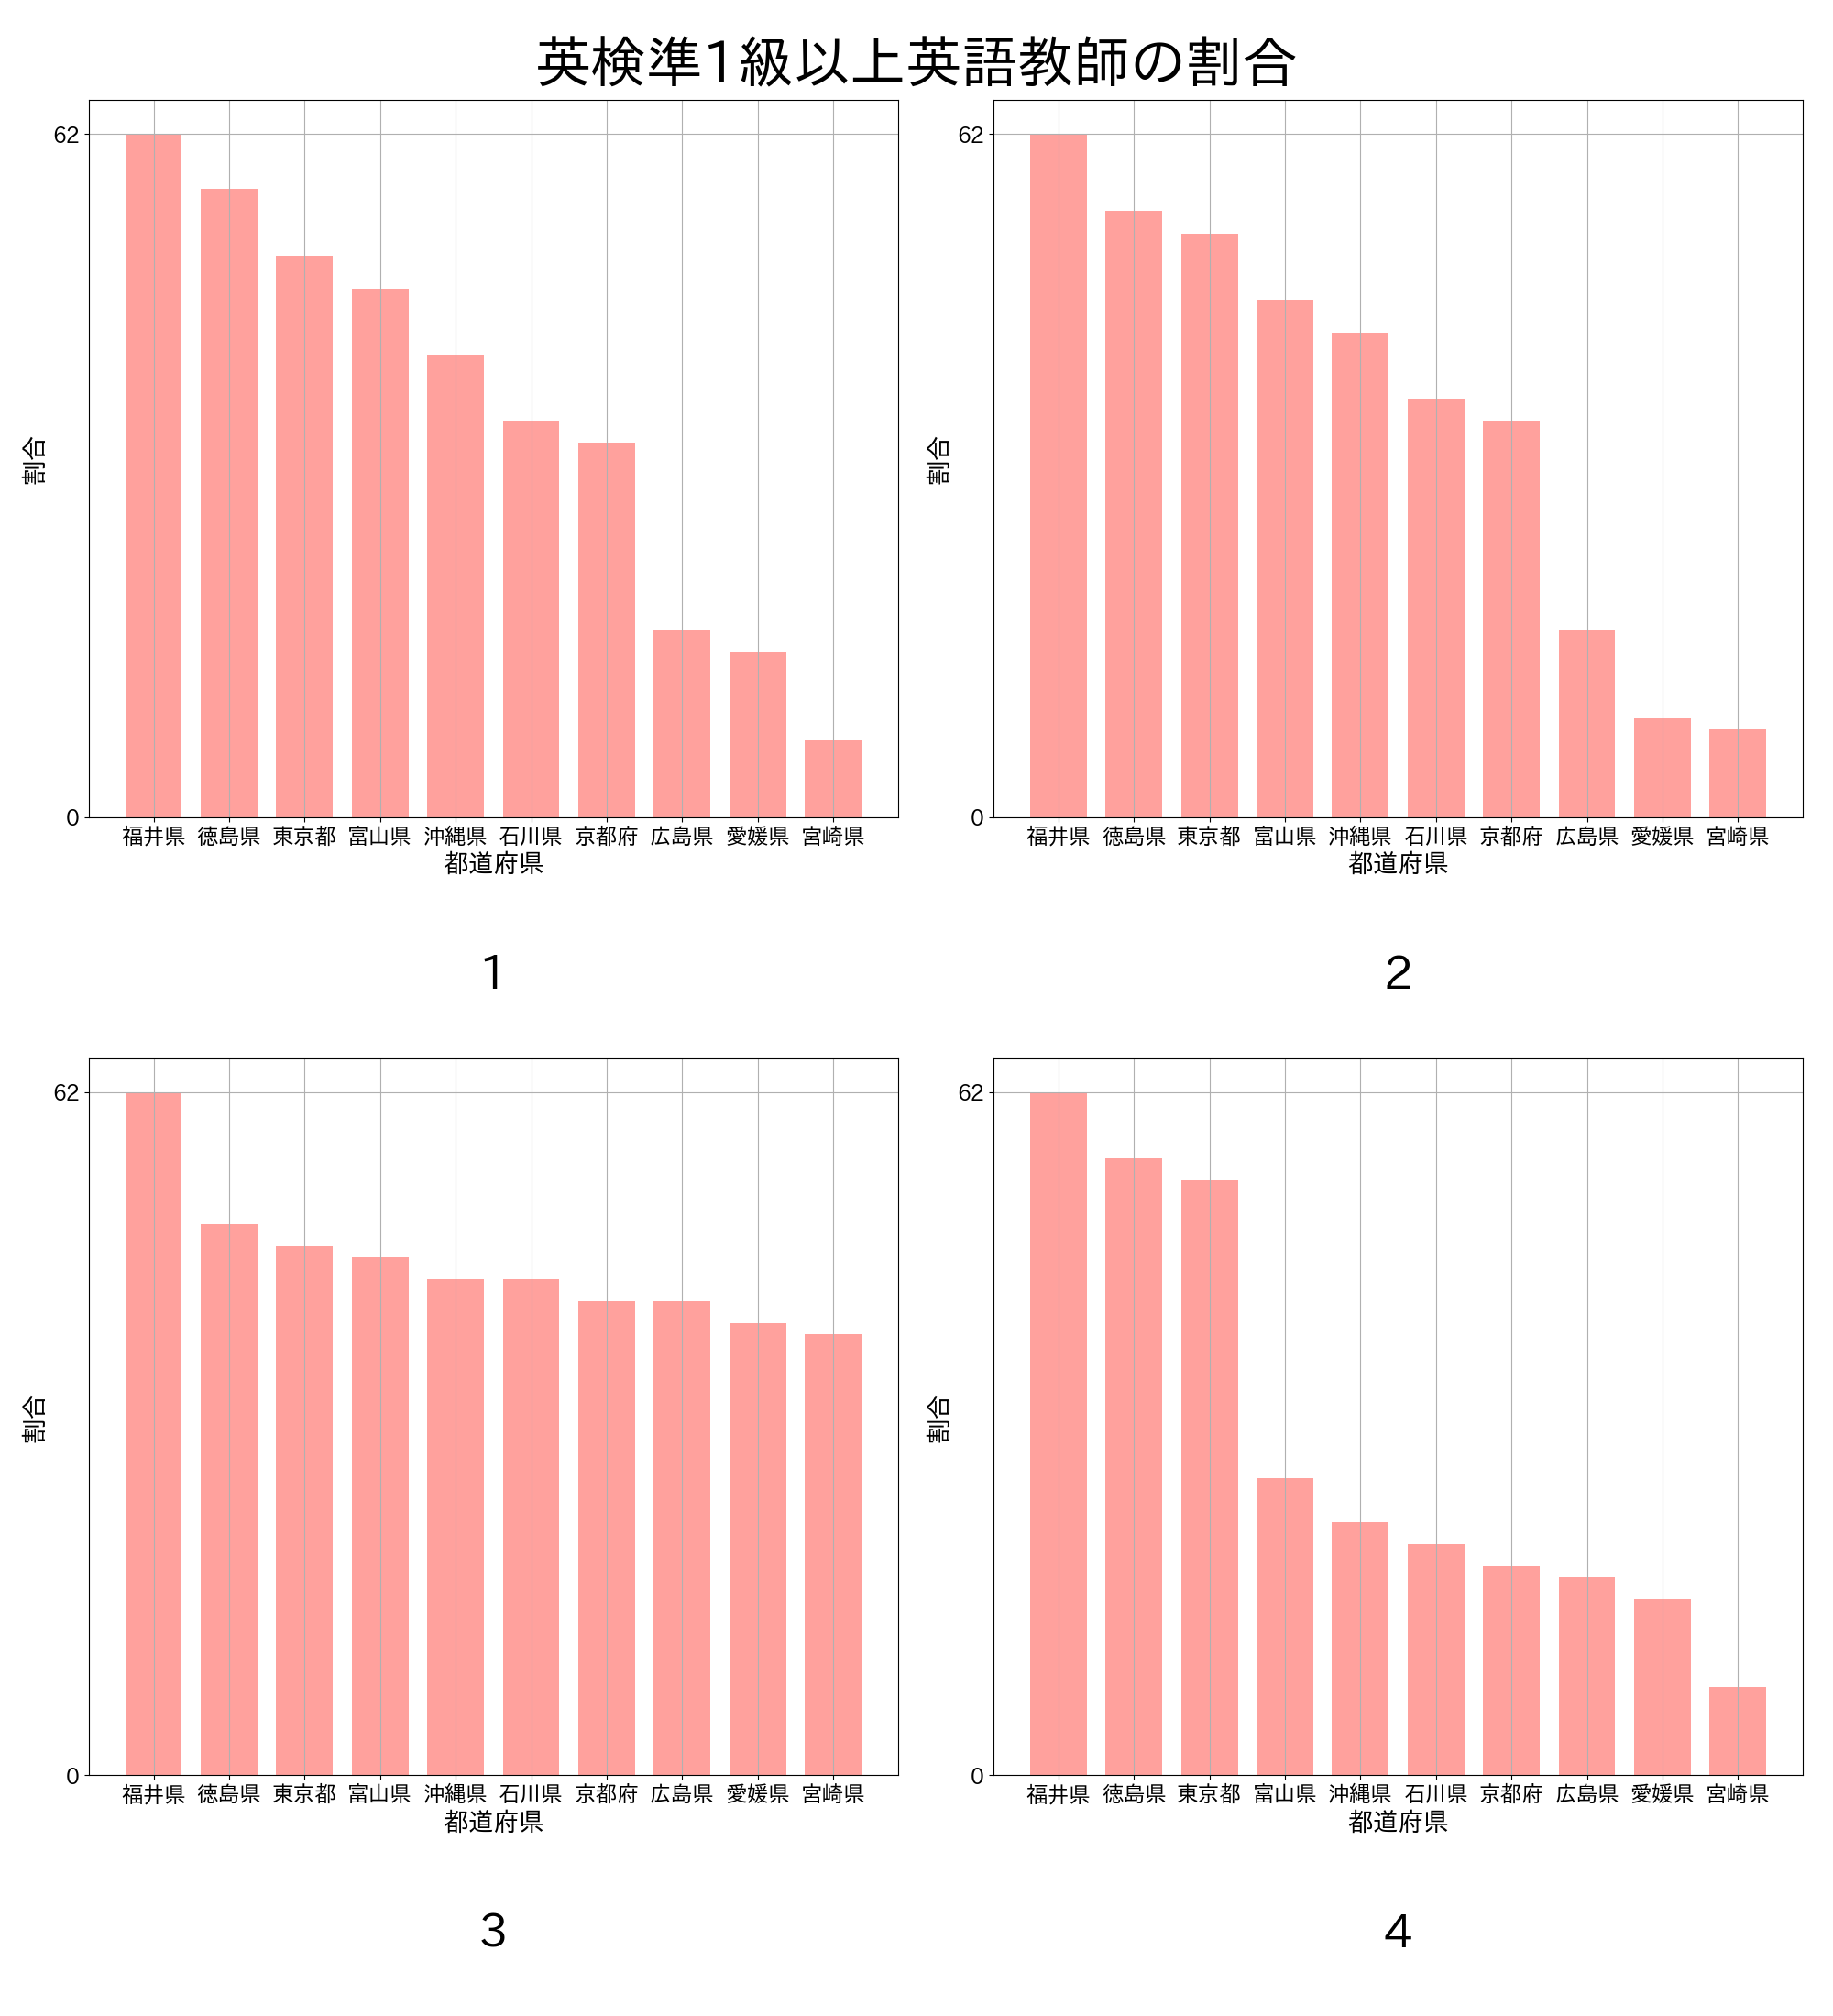 英検準1級以上英語教師の割合
62
0
割合
福井県 徳島県 東京都 富山県 沖縄県 石川県 京都府 広島県 愛媛県 宮崎県
都道府県
1
62
0
割合
福井県 徳島県 東京都 富山県 沖縄県 石川県 京都府 広島県 愛媛県 宮崎県
都道府県
2
62
0
割合
福井県 徳島県 東京都 富山県 沖縄県 石川県 京都府 広島県 愛媛県 宮崎県
都道府県
3
62
0
割合
福井県 徳島県 東京都 富山県 沖縄県 石川県 京都府 広島県 愛媛県 宮崎県
都道府県
4